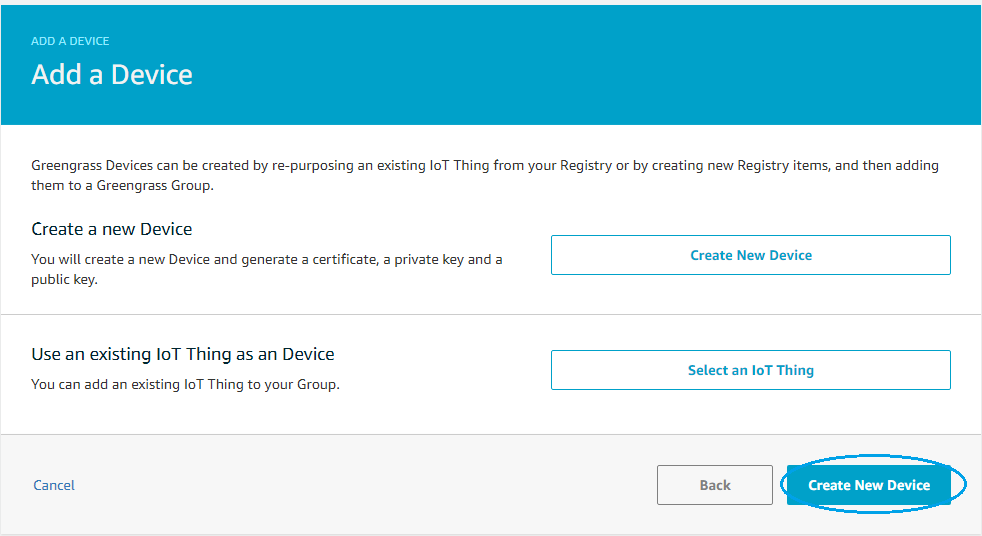 ADD A DEVICE
Add a Device
Greengrass Devices can be created by re-purposing an existing IoT Thing from your Registry or by creating new Registry items, and then adding
them to a Greengrass Group.
Create a new Device
You will create a new Device and generate a certificate, a private key and a
public key.
Create New Device
Use an existing IoT Thing as an Device
You can add an existing IoT Thing to your Group.
Select an IoT Thing
Cancel
Back
Create New Device